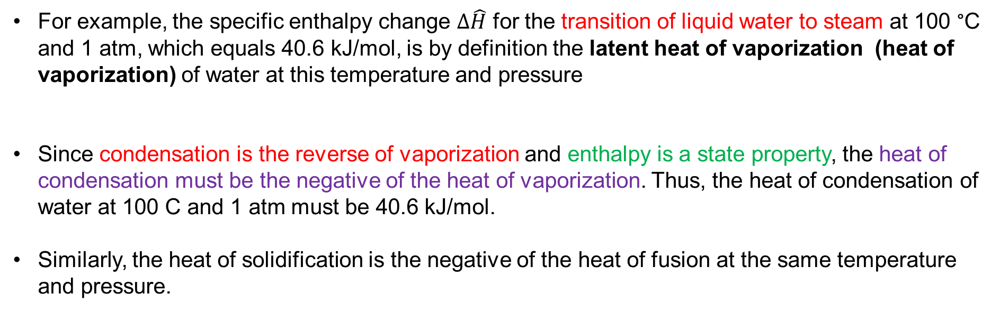 • For example, the specific enthalpy change ΔĤ for the transition of liquid water to steam at 100 °C
and 1 atm, which equals 40.6 kJ/mol, is by definition the latent heat of vaporization  (heat of
vaporization) of water at this temperature and pressure
• Since condensation is the reverse of vaporization and enthalpy is a state property, the heat of
condensation must be the negative of the heat of vaporization. Thus, the heat of condensation of
water at 100 C and 1 atm must be 40.6 kJ/mol.
• Similarly, the heat of solidification is the negative of the heat of fusion at the same temperature
and pressure.